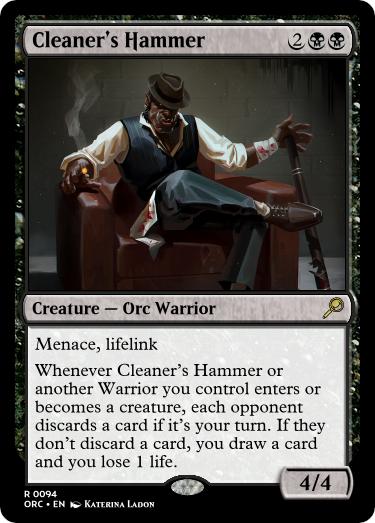 Cleaner's Hammer 2
Creature — Orc Warrior
Menace, lifelink
Whenever Cleaner's Hammer or
another Warrior you control enters or
becomes a creature, each opponent
discards a card if it's your turn. If they
don't discard a card, you draw a card
and you lose 1 life.
4/4
R 0094
ORC • EN KATERINA LADON